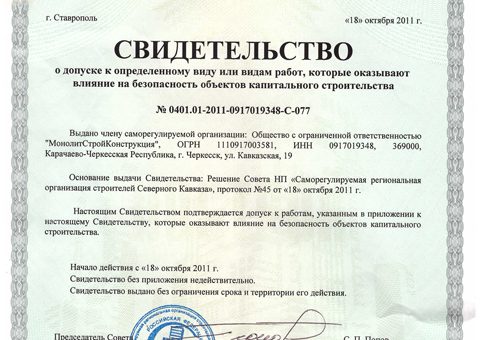 г. Ставрополь «18» октября 2011 г.
СВИДЕТЕЛЬСТВО
о допуске к определенному виду или видам работ, которые оказывают
влияние на безопасность объектов капитального строительства
№ 0401.01-2011-0917019348-С-077
Выдано члену саморегулируемой организации: Общество с ограниченной ответственностью
"МонолитСтройКонструкция", ОГРН 1110917003581, ИНН 0917019348, 369000,
Карачаево-Черкесская Республика, г. Черкесск, ул. Кавказская, 19
Основание выдачи Свидетельства: Решение Совета НП «Саморегулируемая региональная
организация строителей Северного Кавказа», протокол №45 от «18» октября 2011 г.
Настоящим Свидетельством подтверждается допуск к работам, указанным в приложении к
настоящему Свидетельству, которые оказывают влияние на безопасность объектов капитального
строительства.
Начало действия с «18» октября 2011 г.
Свидетельство без приложения недействительно.
Свидетельство выдано без ограничения срока и территории его действия.
РОССИЙСКАЯ
Председатель Совета С. П. Попов